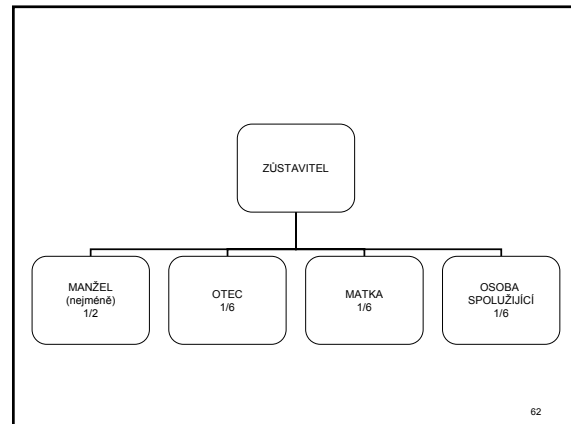 ZŮSTAVITEL
MANŽEL
(nejméně)
1/2
OTEC
1/6
MATKA
1/6
OSOBA
SPOLUŽIJÍCÍ
1/6
62